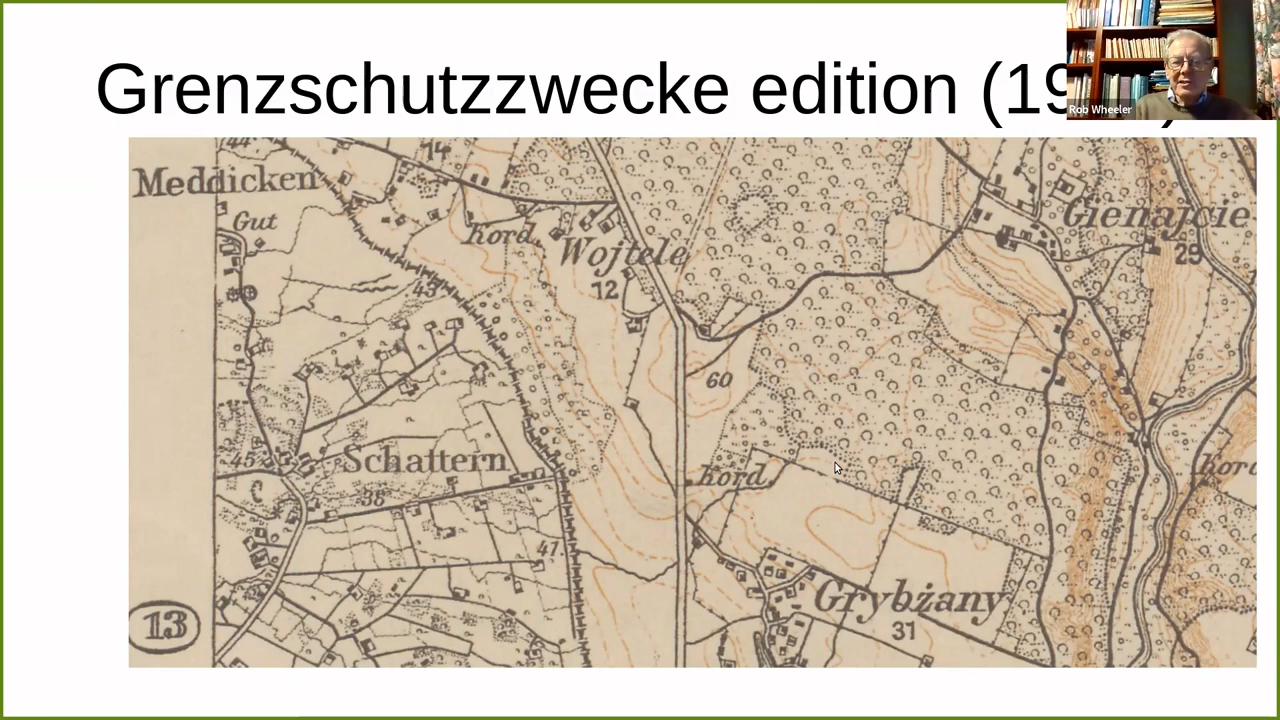 Grenzschutzzwecke edition (19
Rob Wheeler
44
14
Meddicken
Gut
Kord.
Wojtele
12
Gienajcie
29
43
60
45
Schattern
38
Kord.
Kord
41
13
Grybżany
31